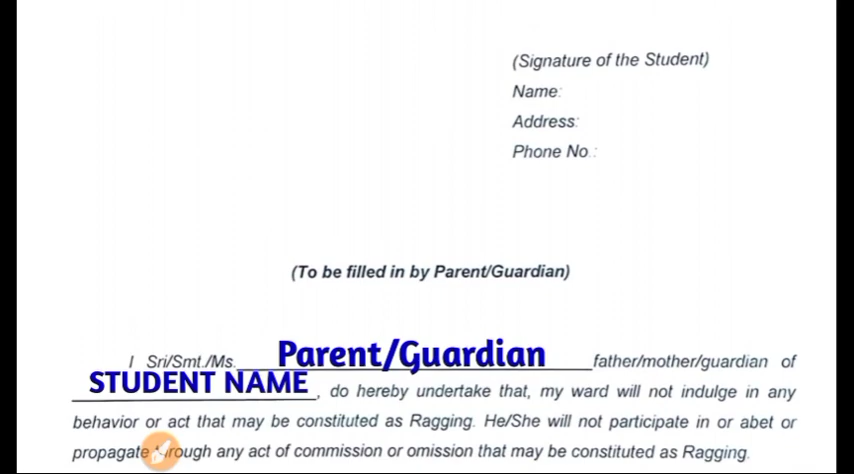 (Signature of the Student)
Name:
Address:
Phone No.:
(To be filled in by Parent/Guardian)
I Sri/Smt./Ms. Parent/Guardian father/mother/guardian of
STUDENT NAME, do hereby undertake that, my ward will not indulge in any
behavior or act that may be constituted as Ragging. He/She will not participate in or abet or
propagate through any act of commission or omission that may be constituted as Ragging.